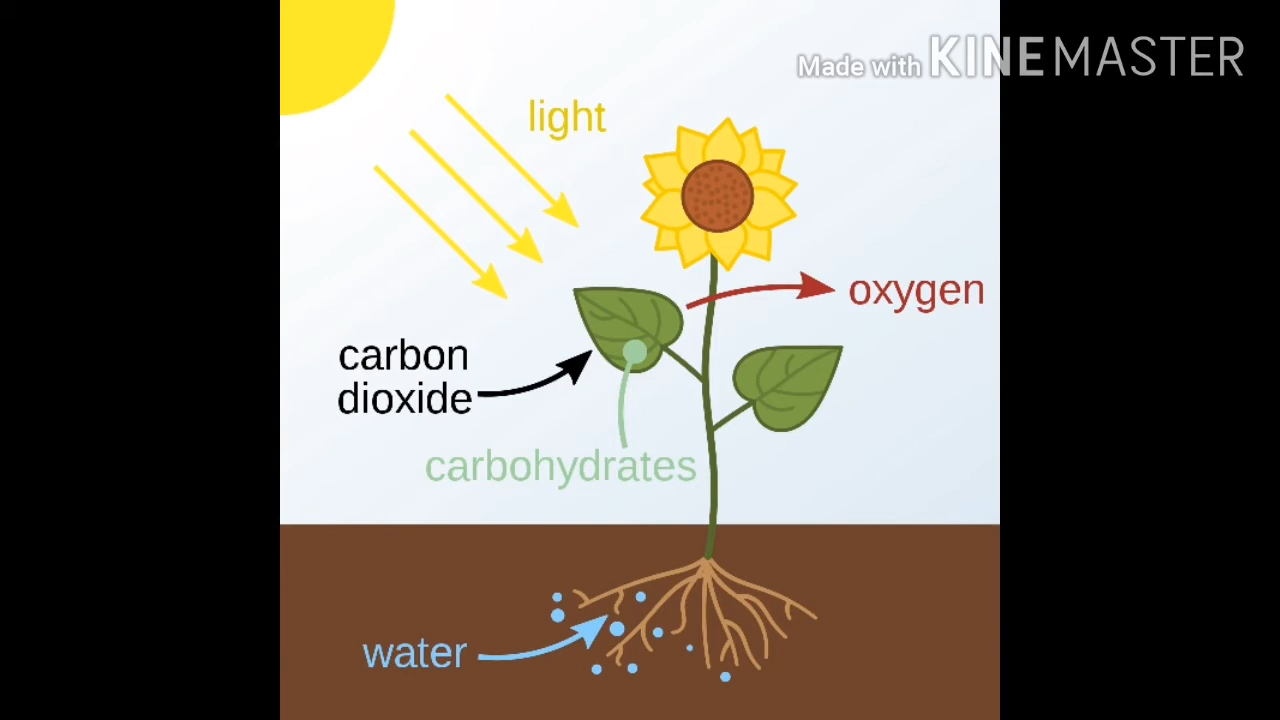 Made with KINEMASTER
light
oxygen
carbon
dioxide
carbohydrates
water